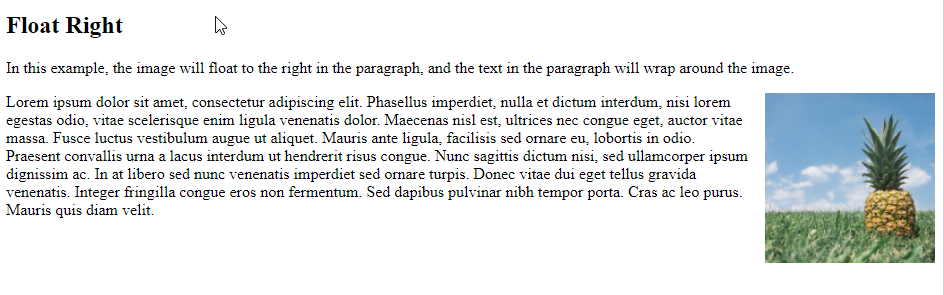 Float Right
In this example, the image will float to the right in the paragraph, and the text in the paragraph will wrap around the image.
Lorem ipsum dolor sit amet, consectetur adipiscing elit. Phasellus imperdiet, nulla et dictum interdum, nisi lorem
egestas odio, vitae scelerisque enim ligula venenatis dolor. Maecenas nisl est, ultrices nec congue eget, auctor vitae
massa. Fusce luctus vestibulum augue ut aliquet. Mauris ante ligula, facilisis sed ornare eu, lobortis in odio.
Praesent convallis urna a lacus interdum ut hendrerit risus congue. Nunc sagittis dictum nisi, sed ullamcorper ipsum
dignissim ac. In at libero sed nunc venenatis imperdiet sed ornare turpis. Donec vitae dui eget tellus gravida
venenatis. Integer fringilla congue eros non fermentum. Sed dapibus pulvinar nibh tempor porta. Cras ac leo purus.
Mauris quis diam velit.